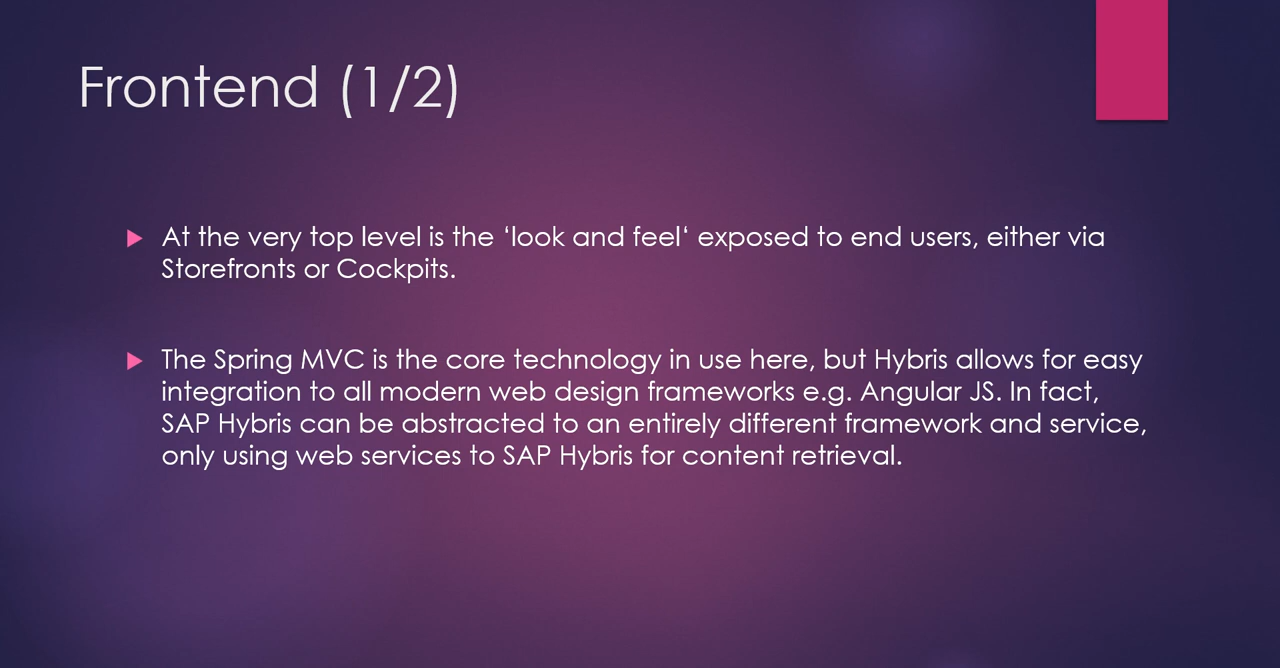 Frontend (1/2)
At the very top level is the ‘look and feel‘ exposed to end users, either via
Storefronts or Cockpits.
The Spring MVC is the core technology in use here, but Hybris allows for easy
integration to all modern web design frameworks e.g. Angular JS. In fact,
SAP Hybris can be abstracted to an entirely different framework and service,
only using web services to SAP Hybris for content retrieval.